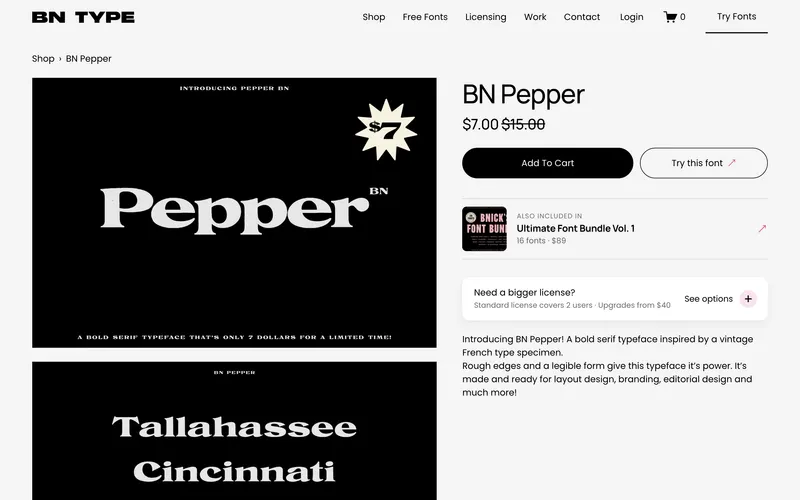 BN TYPE
Shop Free Fonts Licensing Work Contact Login 0 Try Fonts
Shop › BN Pepper
INTRODUCING PEPPER BN
$7
Pepper BN
A BOLD SERIF TYPEFACE THAT'S ONLY 7 DOLLARS FOR A LIMITED TIME!
BN PEPPER
Tallahassee
Cincinnati
BN Pepper
$7.00 $15.00
Add To Cart
Try this font ↗
BNICK'S
FONT BUN
ALSO INCLUDED IN
Ultimate Font Bundle Vol. 1
16 fonts · $89
Need a bigger license?
Standard license covers 2 users · Upgrades from $40
See options +
Introducing BN Pepper! A bold serif typeface inspired by a vintage
French type specimen.
Rough edges and a legible form give this typeface it's power. It's
made and ready for layout design, branding, editorial design and
much more!